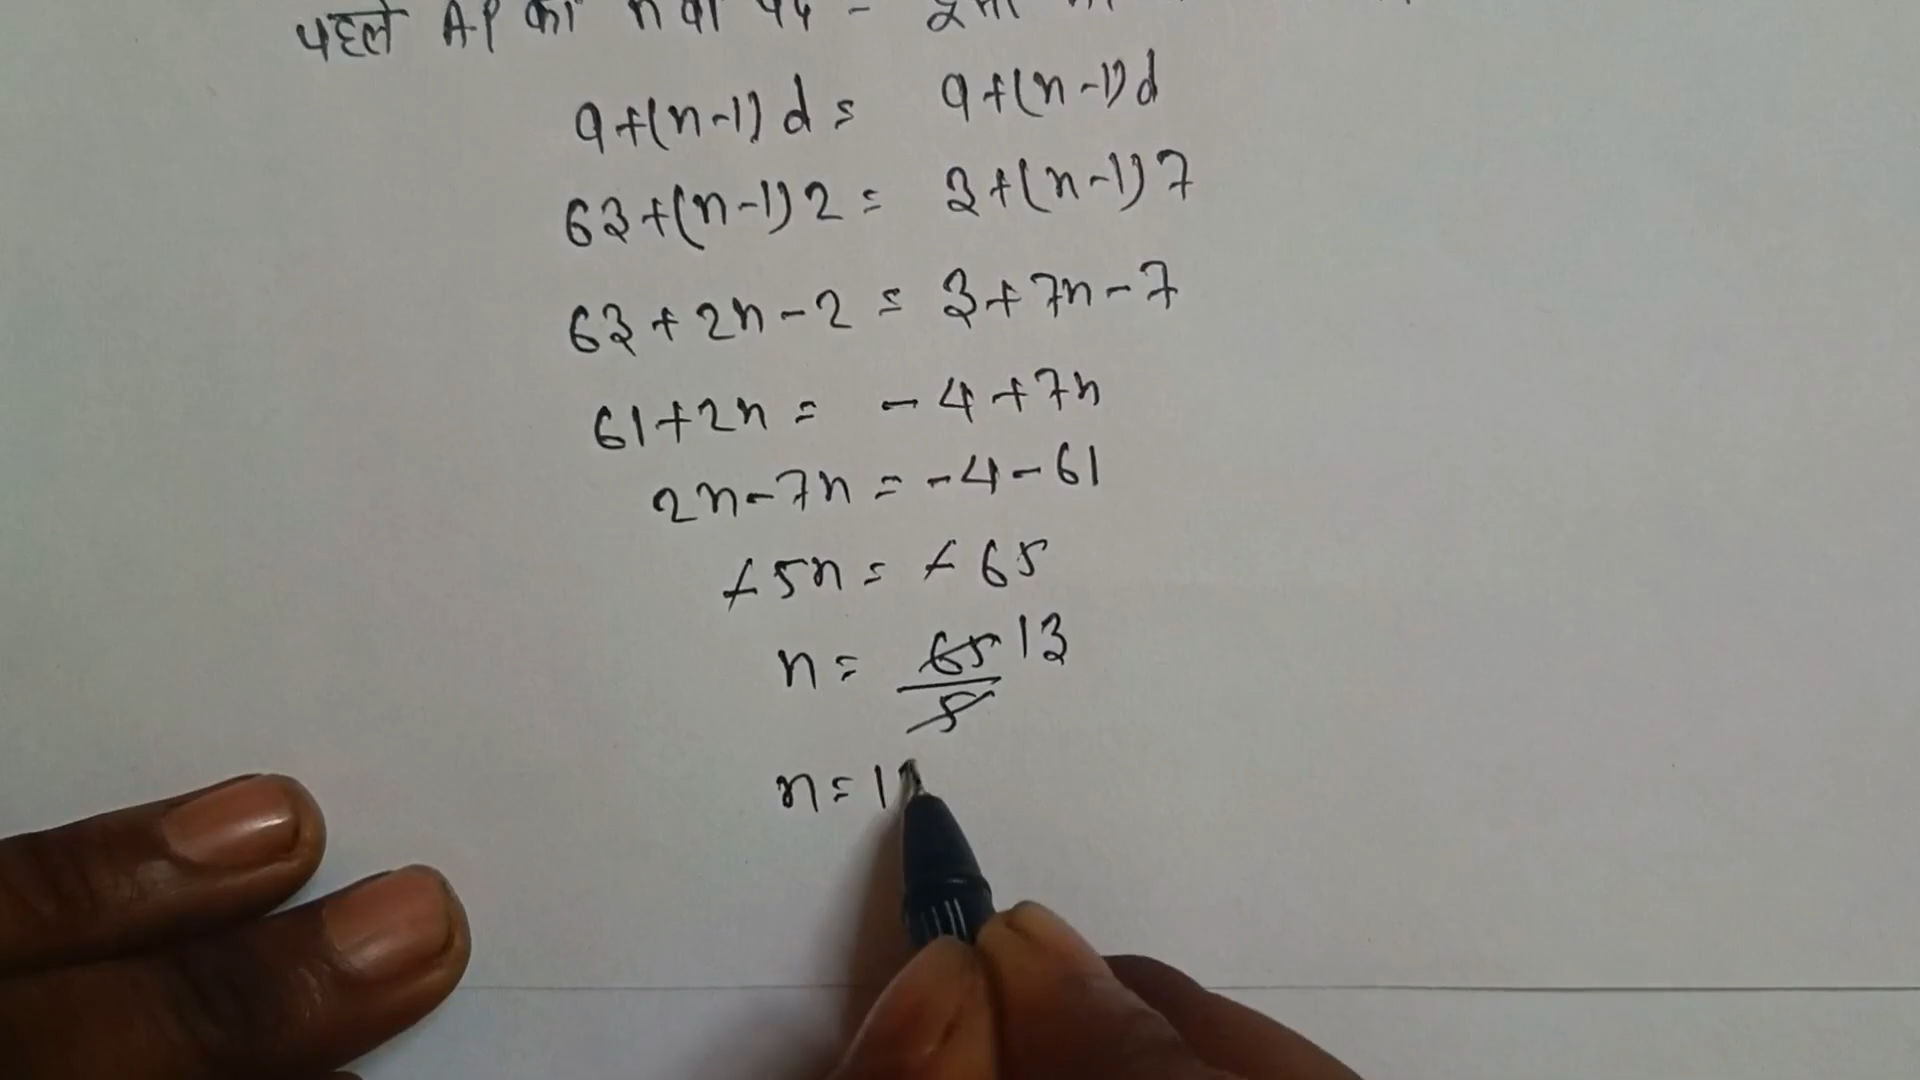 पहले A.P का n वा पद =
a+(n-1)d = a+(n-1)d
63+(n-1)2 = 3+(n-1)7
63+2n-2 = 3+7n-7
61+2n = -4+7n
2n-7n = -4-61
+5n = +65
n = 65/5 13
n=1